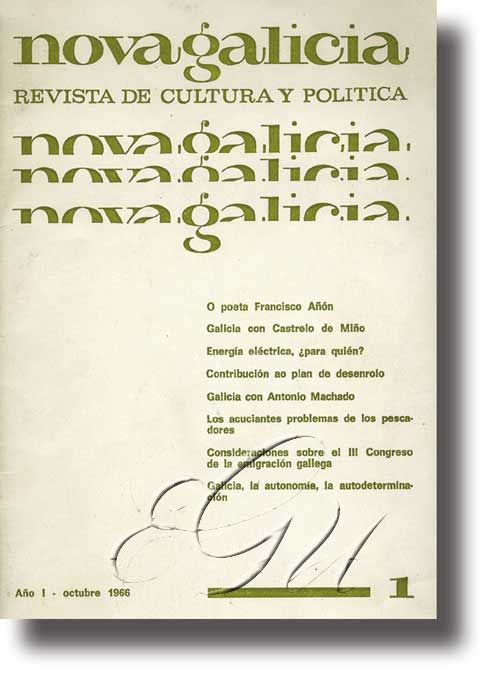 novagalicia
REVISTA DE CULTURA Y POLITICA
novagalicia
novagalicia
novagalicia
O poeta Francisco Añón
Galicia con Castrelo de Miño
Energía eléctrica, ¿para quién?
Contribución ao plan de desenrolo
Galicia con Antonio Machado
Los acuciantes problemas de los pesca-
dores
Consideraciones sobre el III Congreso
de la emigración gallega
Galicia, la autonomía, la autodetermina-
ción
EGU
Año I - octubre 1966
1